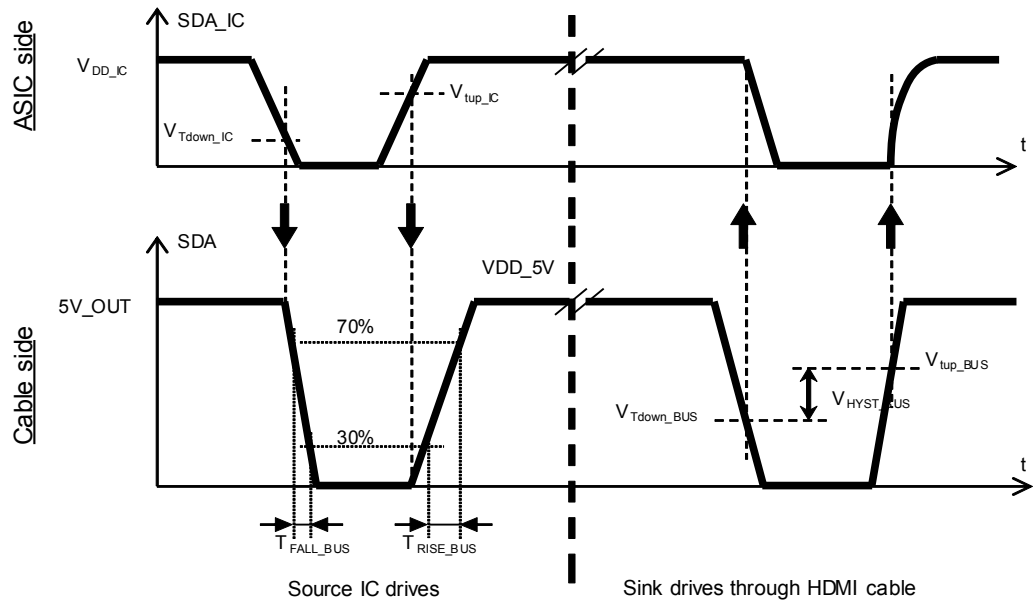 ASIC side
SDA_IC
VDD_IC
VTdown_IC
Vtup_IC
t
Cable side
SDA
VDD_5V
5V_OUT
70%
30%
Vtup_BUS
VHYST_BUS
VTdown_BUS
t
TFALL_BUS
TRISE_BUS
Source IC drives
Sink drives through HDMI cable